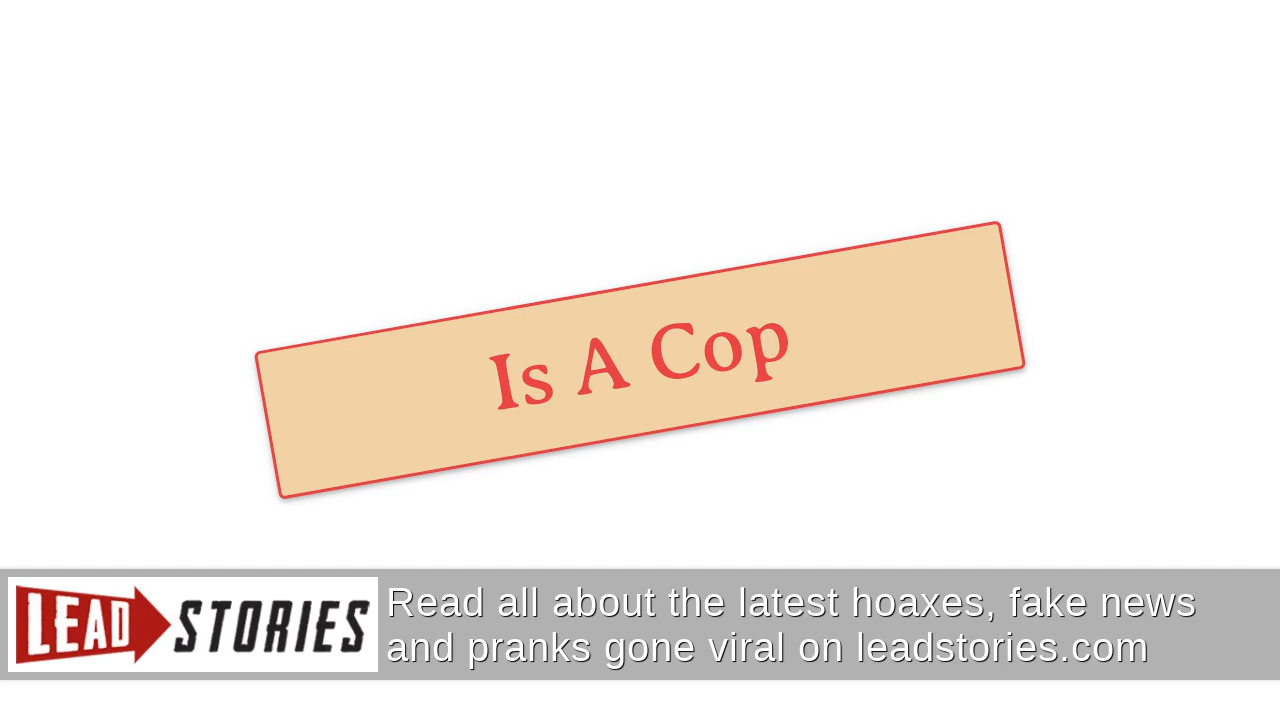 Is A Cop
LEAD STORIES
Read all about the latest hoaxes, fake news
and pranks gone viral on leadstories.com